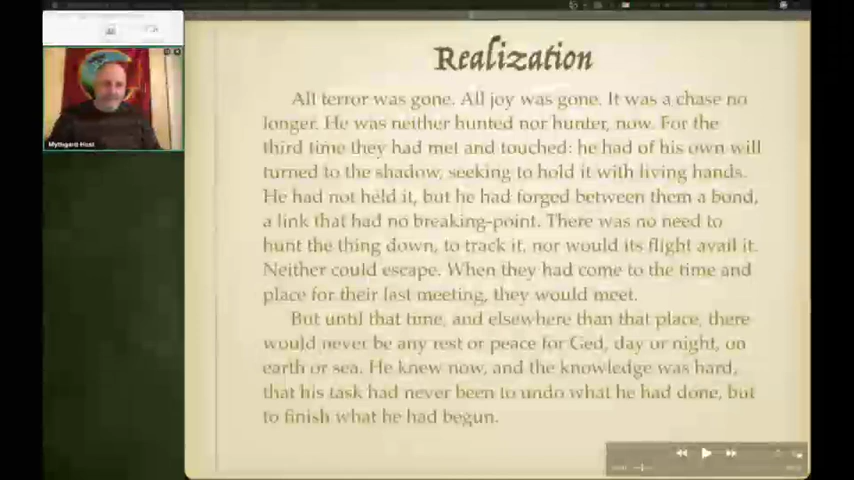 Mythgard Host
Realization
All terror was gone. All joy was gone. It was a chase no
longer. He was neither hunted nor hunter, now. For the
third time they had met and touched: he had of his own will
turned to the shadow, seeking to hold it with living hands.
He had not held it, but he had forged between them a bond,
a link that had no breaking-point. There was no need to
hunt the thing down, to track it, nor would its flight avail it.
Neither could escape. When they had come to the time and
place for their last meeting, they would meet.
But until that time, and elsewhere than that place, there
would never be any rest or peace for Ged, day or night, on
earth or sea. He knew now, and the knowledge was hard,
that his task had never been to undo what he had done, but
to finish what he had begun.